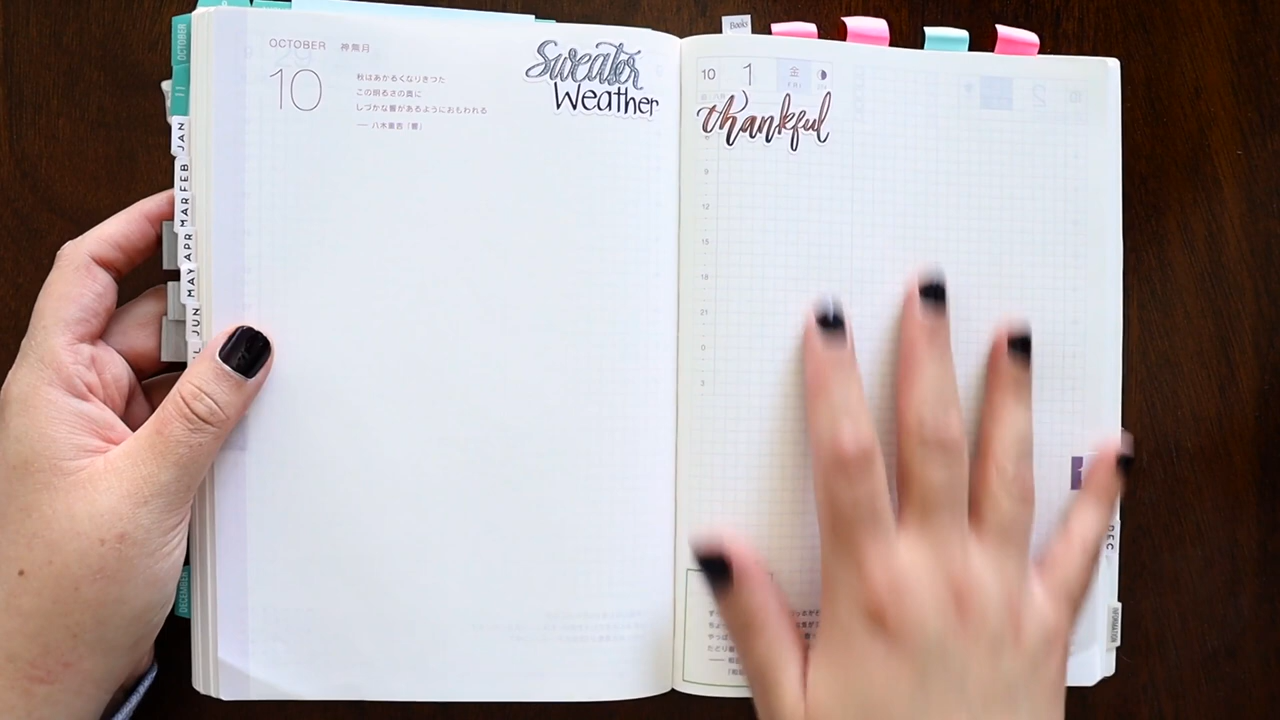 OCTOBER
11
JAN
FEB
MAR
APR
MAY
JUN
DECEMBER
OCTOBER 神無月
10
秋はあかるくなりきつた
この明るさの奥に
しづかな響があるようにおもわれる
── 八木重吉「響」
Sweater
Weather
Books
10 1 金
FRI
thankful
9
12
15
18
21
0
3
DEC
INFORMATION